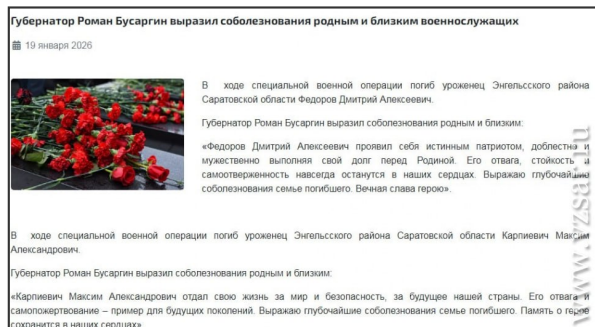 Губернатор Роман Бусаргин выразил соболезнования родным и близким военнослужащих
19 января 2026
В ходе специальной военной операции погиб уроженец Энгельсского района
Саратовской области Федоров Дмитрий Алексеевич.
Губернатор Роман Бусаргин выразил соболезнования родным и близким:
«Федоров Дмитрий Алексеевич проявил себя истинным патриотом, доблестно и
мужественно выполняя свой долг перед Родиной. Его отвага, стойкость и
самоотверженность навсегда останутся в наших сердцах. Выражаю глубочайшие
соболезнования семье погибшего. Вечная слава герою».
В ходе специальной военной операции погиб уроженец Энгельсского района Саратовской области Карпиевич Максим
Александрович.
Губернатор Роман Бусаргин выразил соболезнования родным и близким:
«Карпиевич Максим Александрович отдал свою жизнь за мир и безопасность, за будущее нашей страны. Его отвага и
самопожертвование – пример для будущих поколений. Выражаю глубочайшие соболезнования семье погибшего. Память о герое
сохранится в наших сердцах»
www.vzsar.ru